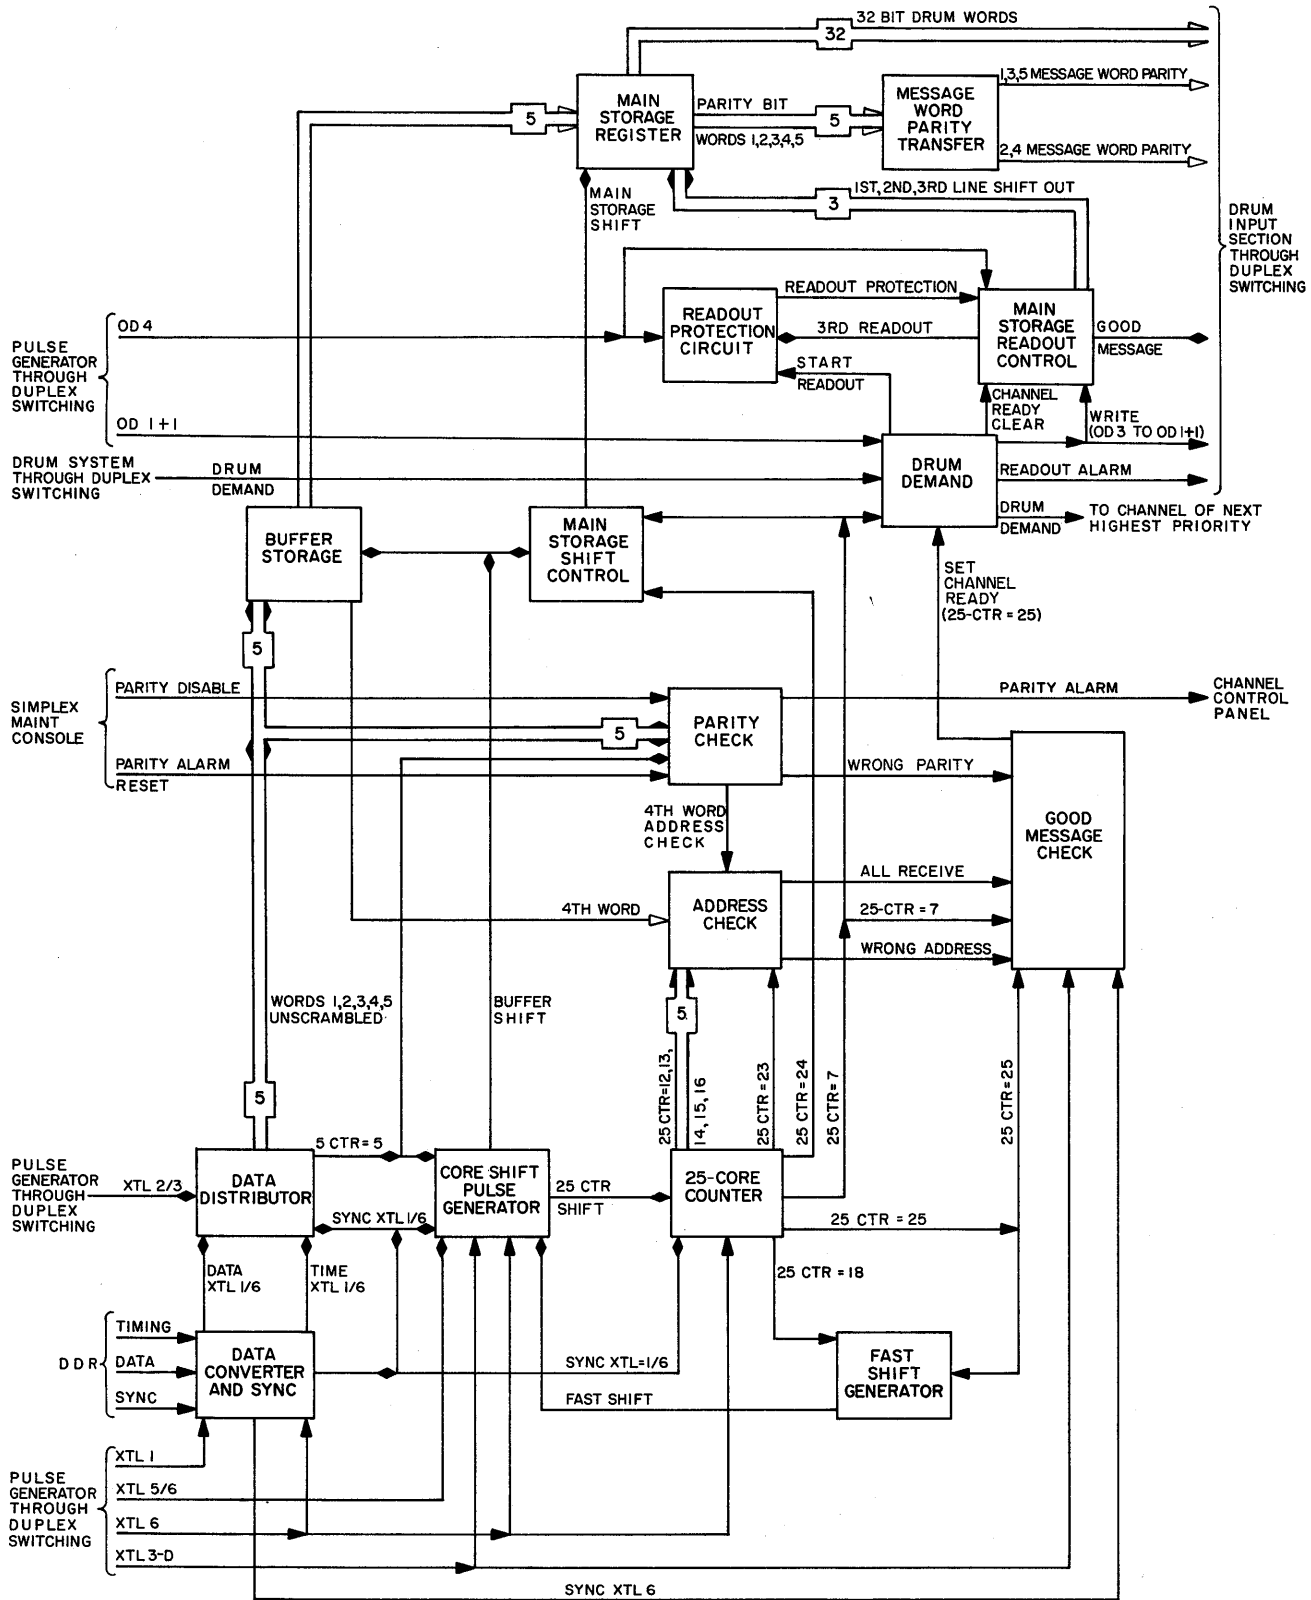 32 BIT DRUM WORDS
32
MAIN
STORAGE
REGISTER
PARITY BIT
5
WORDS 1,2,3,4,5
5
MESSAGE
WORD
PARITY
TRANSFER
1,3,5 MESSAGE WORD PARITY
2,4 MESSAGE WORD PARITY
1ST, 2ND, 3RD LINE SHIFT OUT
3
MAIN
STORAGE
SHIFT
DRUM
INPUT
SECTION
THROUGH
DUPLEX
SWITCHING
READOUT PROTECTION
READOUT
PROTECTION
CIRCUIT
3RD READOUT
START
READOUT
MAIN
STORAGE
READOUT
CONTROL
GOOD
MESSAGE
OD 4
PULSE
GENERATOR
THROUGH
DUPLEX
SWITCHING
OD 1+1
CHANNEL
READY
CLEAR
WRITE
(OD 3 TO OD 1+1)
DRUM SYSTEM
THROUGH DUPLEX
SWITCHING
DRUM
DEMAND
DRUM
DEMAND
READOUT ALARM
DRUM
DEMAND
TO CHANNEL OF NEXT
HIGHEST PRIORITY
BUFFER
STORAGE
MAIN
STORAGE
SHIFT
CONTROL
SET
CHANNEL
READY
(25-CTR = 25)
5
SIMPLEX
MAINT
CONSOLE
PARITY DISABLE
5
PARITY ALARM
RESET
PARITY
CHECK
PARITY ALARM
CHANNEL
CONTROL
PANEL
WRONG PARITY
4TH WORD
ADDRESS
CHECK
GOOD
MESSAGE
CHECK
ALL RECEIVE
4TH WORD
ADDRESS
CHECK
25-CTR = 7
WRONG ADDRESS
WORDS 1,2,3,4,5
UNSCRAMBLED
BUFFER
SHIFT
5
5
25 CTR=12,13,
14, 15, 16
25 CTR = 23
25 CTR = 24
25 CTR = 7
25 CTR = 25
PULSE
GENERATOR
THROUGH
DUPLEX
SWITCHING
XTL 2/3
DATA
DISTRIBUTOR
5 CTR = 5
SYNC XTL 1/6
CORE SHIFT
PULSE
GENERATOR
25 CTR
SHIFT
25-CORE
COUNTER
25 CTR = 25
25 CTR = 18
DATA
XTL 1/6
TIME
XTL 1/6
DDR
TIMING
DATA
SYNC
DATA
CONVERTER
AND SYNC
SYNC XTL=1/6
FAST SHIFT
FAST
SHIFT
GENERATOR
PULSE
GENERATOR
THROUGH
DUPLEX
SWITCHING
XTL 1
XTL 5/6
XTL 6
XTL 3-D
SYNC XTL 6